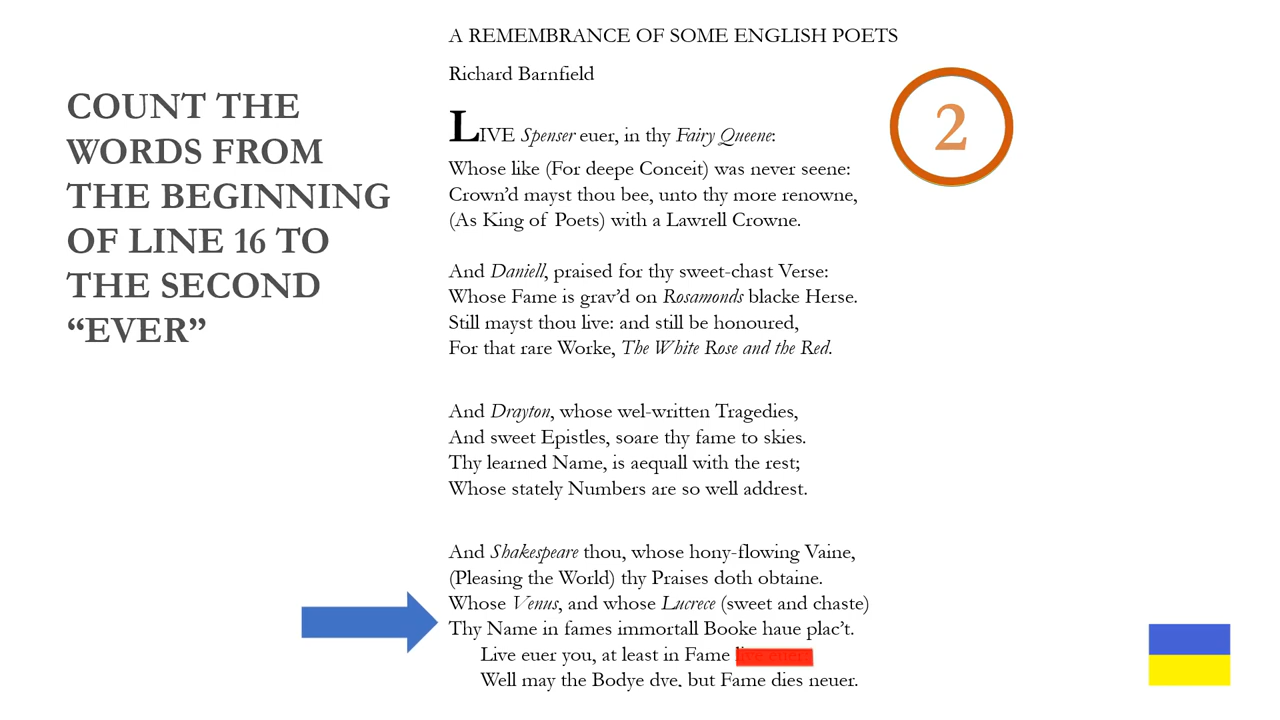 COUNT THE
WORDS FROM
THE BEGINNING
OF LINE 16 TO
THE SECOND
“EVER”
A REMEMBRANCE OF SOME ENGLISH POETS
Richard Barnfield
2
LIVE Spenser euer, in thy Fairy Queene:
Whose like (For deepe Conceit) was never seene:
Crown’d mayst thou bee, unto thy more renowne,
(As King of Poets) with a Lawrell Crowne.
And Daniell, praised for thy sweet-chast Verse:
Whose Fame is grav’d on Rosamonds blacke Herse.
Still mayst thou live: and still be honoured,
For that rare Worke, The White Rose and the Red.
And Drayton, whose wel-written Tragedies,
And sweet Epistles, soare thy fame to skies.
Thy learned Name, is aequall with the rest;
Whose stately Numbers are so well addrest.
And Shakespeare thou, whose hony-flowing Vaine,
(Pleasing the World) thy Praises doth obtaine.
Whose Venus, and whose Lucrece (sweet and chaste)
Thy Name in fames immortall Booke haue plac’t.
Live euer you, at least in Fame live euer:
Well may the Bodye dye, but Fame dies neuer.